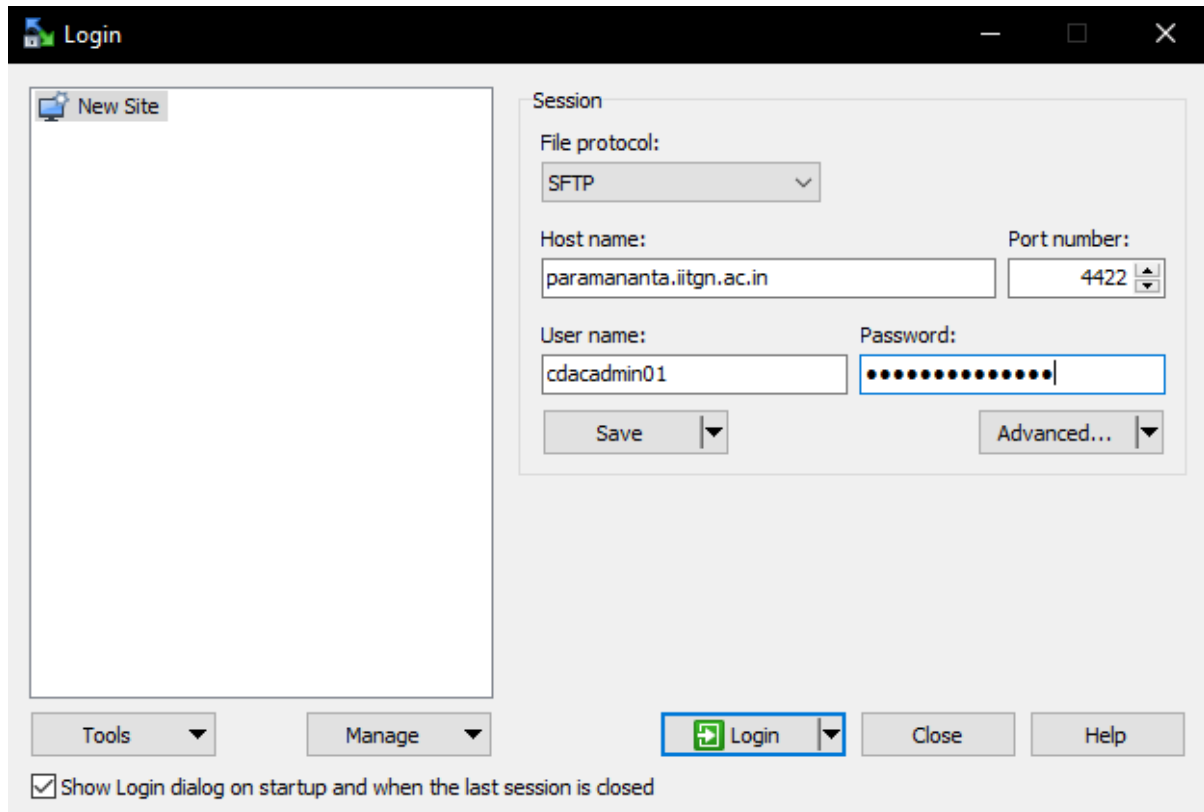 Login
New Site
Session
File protocol:
SFTP
Host name:
Port number:
paramananta.iitgn.ac.in
4422
User name:
Password:
cdacadmin01
••••••••••••••
Save
Advanced...
Tools
Manage
Login
Close
Help
Show Login dialog on startup and when the last session is closed